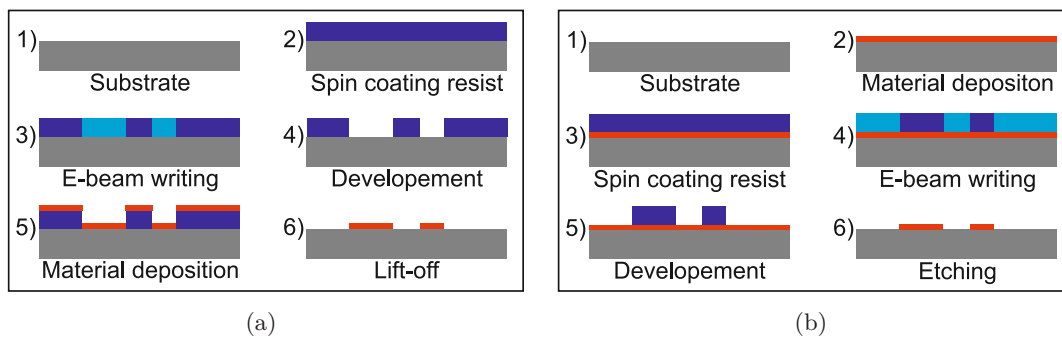 1)
Substrate
2)
Spin coating resist
3)
E-beam writing
4)
Developement
5)
Material deposition
6)
Lift-off
(a)
1)
Substrate
2)
Material depositon
3)
Spin coating resist
4)
E-beam writing
5)
Developement
6)
Etching
(b)